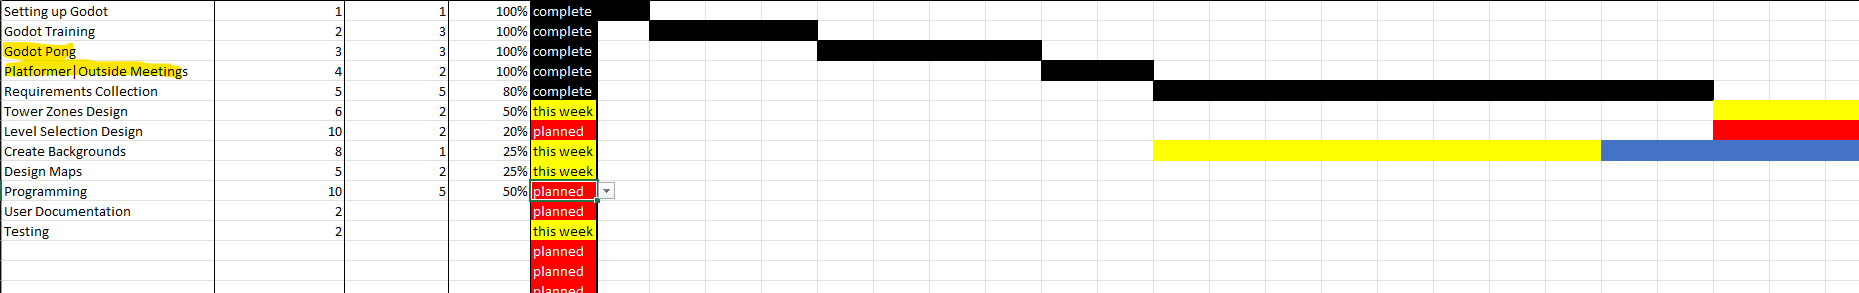 Setting up Godot 1 1 100% complete
Godot Training 2 3 100% complete
Godot Pong 3 3 100% complete
Platformer|Outside Meetings 4 2 100% complete
Requirements Collection 5 5 80% complete
Tower Zones Design 6 2 50% this week
Level Selection Design 10 2 20% planned
Create Backgrounds 8 1 25% this week
Design Maps 5 2 25% this week
Programming 10 5 50% planned
User Documentation 2 planned
Testing 2 this week
planned
planned
planned